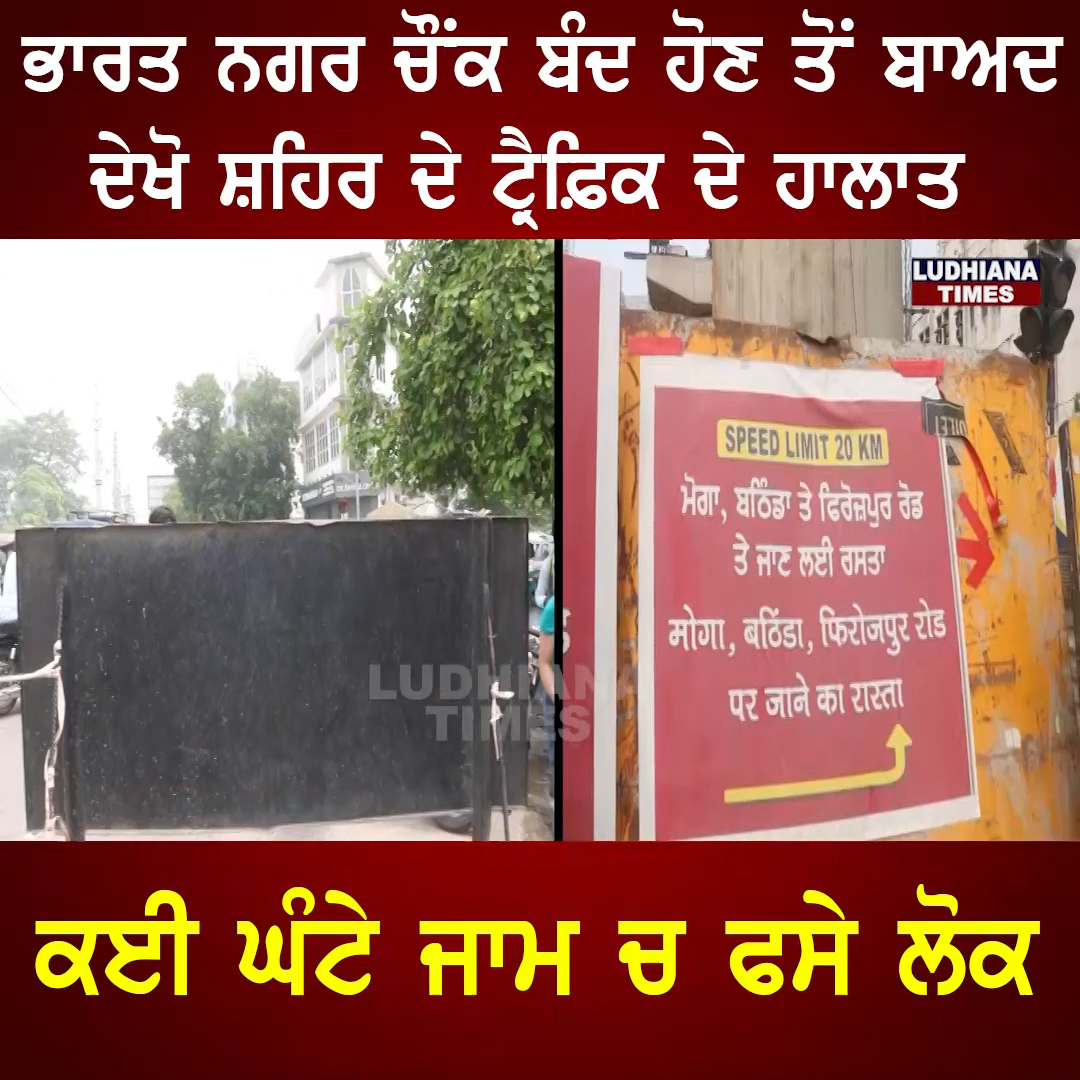 ਭਾਰਤ ਨਗਰ ਚੌਂਕ ਬੰਦ ਹੋਣ ਤੋਂ ਬਾਅਦ
ਦੇਖੋ ਸ਼ਹਿਰ ਦੇ ਟ੍ਰੈਫ਼ਿਕ ਦੇ ਹਾਲਾਤ
LUDHIANA
TIMES
SPEED LIMIT 20 KM
ਮੋਗਾ, ਬਠਿੰਡਾ ਤੇ ਫਿਰੋਜ਼ਪੁਰ ਰੋਡ
ਤੇ ਜਾਣ ਲਈ ਰਸਤਾ
मोगा, बठिंडा, फिरोजपुर रोड
पर जाने का रास्ता
LUDHIANA
TIMES
ਕਈ ਘੰਟੇ ਜਾਮ ਚ ਫਸੇ ਲੋਕ